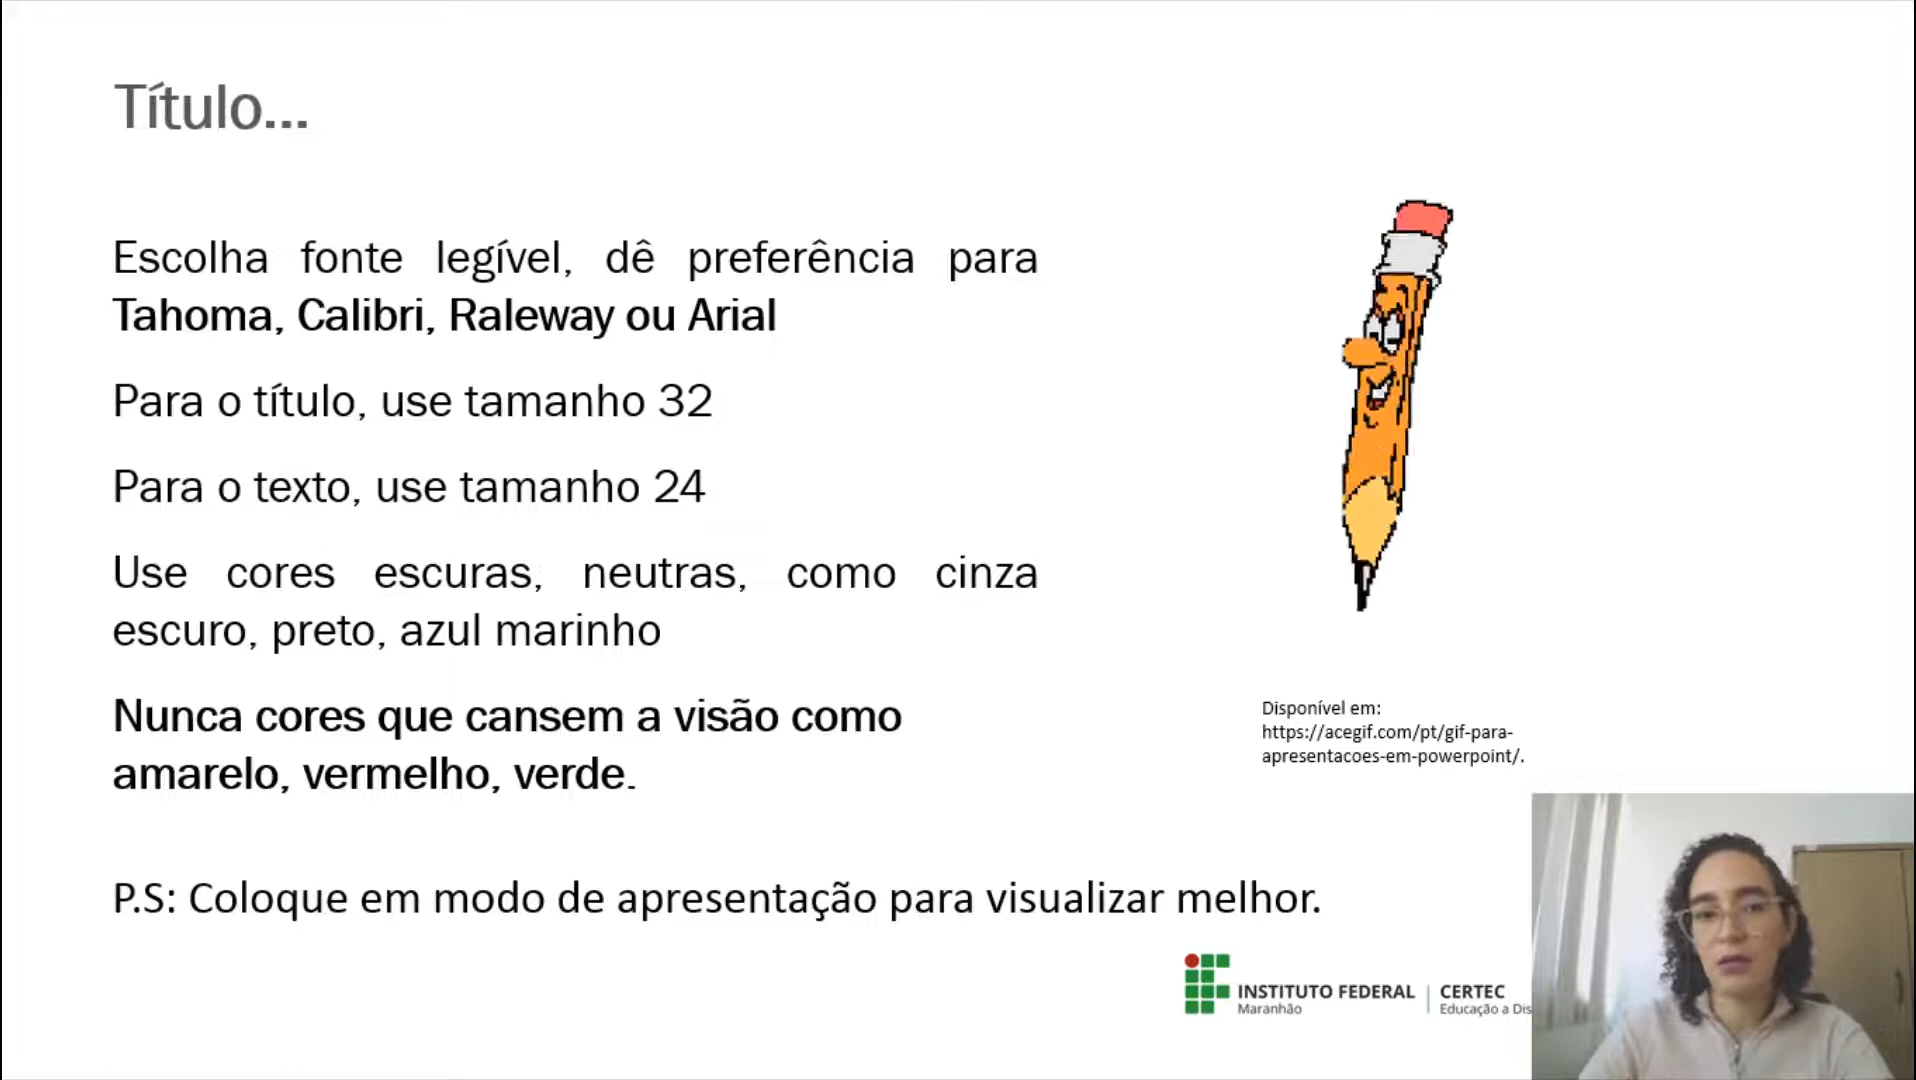 Título...
Escolha fonte legível, dê preferência para
Tahoma, Calibri, Raleway ou Arial
Para o título, use tamanho 32
Para o texto, use tamanho 24
Use cores escuras, neutras, como cinza
escuro, preto, azul marinho
Nunca cores que cansem a visão como
amarelo, vermelho, verde.
Disponível em:
https://acegif.com/pt/gif-para-
apresentacoes-em-powerpoint/.
P.S: Coloque em modo de apresentação para visualizar melhor.
INSTITUTO FEDERAL
Maranhão
CERTEC
Educação a Dis